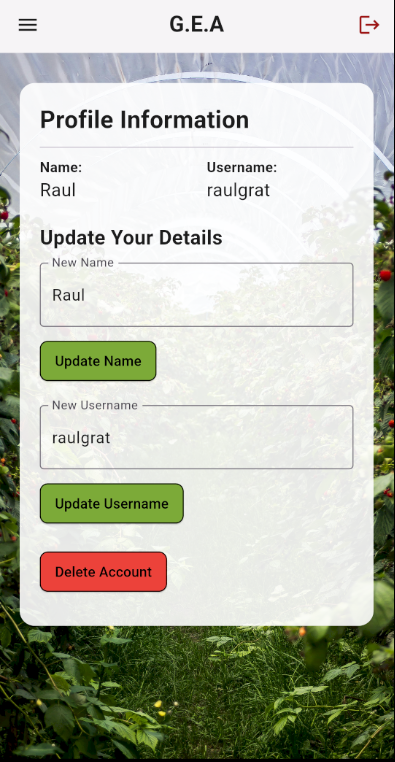 G.E.A
Profile Information
Name: Username:
Raul raulgrat
Update Your Details
New Name
Raul
Update Name
New Username
raulgrat
Update Username
Delete Account